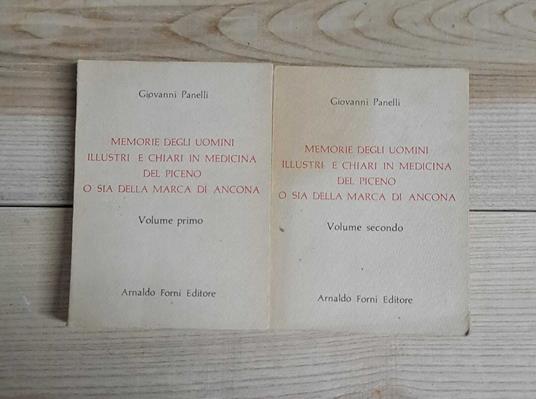 Giovanni Panelli
MEMORIE DEGLI UOMINI
ILLUSTRI E CHIARI IN MEDICINA
DEL PICENO
O SIA DELLA MARCA DI ANCONA
Volume primo
Arnaldo Forni Editore
Giovanni Panelli
MEMORIE DEGLI UOMINI
ILLUSTRI E CHIARI IN MEDICINA
DEL PICENO
O SIA DELLA MARCA DI ANCONA
Volume secondo
Arnaldo Forni Editore